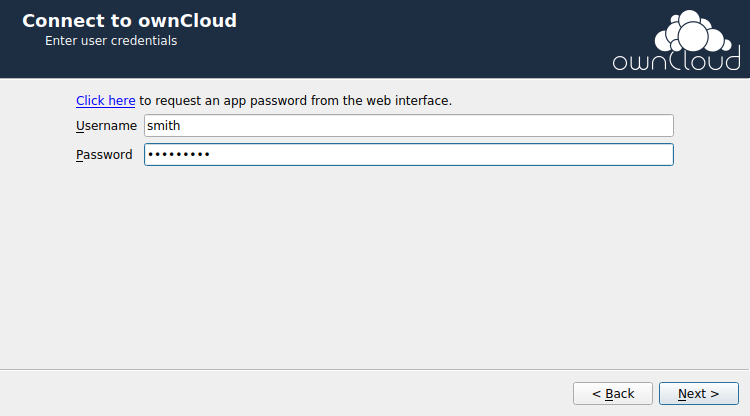 Connect to ownCloud
Enter user credentials
ownCloud
Click here to request an app password from the web interface.
Username smith
Password •••••••••
< Back Next >